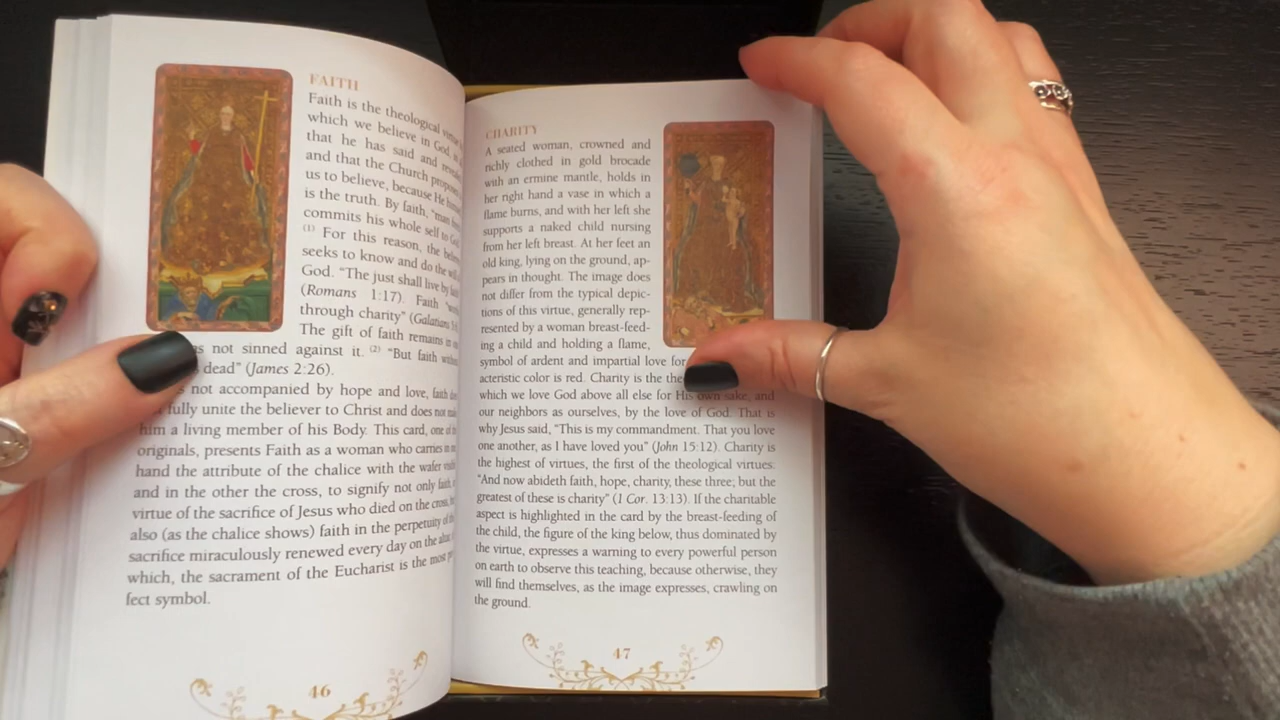 FAITH
Faith is the theological virtue
which we believe in God,
that he has said and
and that the Church
us to believe, because He
is the truth. By faith, "man
commits his whole self to
(1) For this reason, the
seeks to know and do the
God. "The just shall live by
(Romans 1:17). Faith
through charity" (Galatians
The gift of faith remains in
not sinned against it. (2) "But faith
dead" (James 2:26).
not accompanied by hope and love, faith
fully unite the believer to Christ and does not
him a living member of his Body. This card, one of
originals, presents Faith as a woman who carries in
hand the attribute of the chalice with the wafer
and in the other the cross, to signify not only faith
virtue of the sacrifice of Jesus who died on the cross,
also (as the chalice shows) faith in the perpetuity of
sacrifice miraculously renewed every day on the
which, the sacrament of the Eucharist is the most
fect symbol.
46
CHARITY
A seated woman, crowned and
richly clothed in gold brocade
with an ermine mantle, holds in
her right hand a vase in which a
flame burns, and with her left she
supports a naked child nursing
from her left breast. At her feet an
old king, lying on the ground, ap-
pears in thought. The image does
not differ from the typical depic-
tions of this virtue, generally rep-
resented by a woman breast-feed-
ing a child and holding a flame,
symbol of ardent and impartial love for
acteristic color is red. Charity is the
which we love God above all else for His own sake, and
our neighbors as ourselves, by the love of God. That is
why Jesus said, "This is my commandment. That you love
one another, as I have loved you" (John 15:12). Charity is
the highest of virtues, the first of the theological virtues:
"And now abideth faith, hope, charity, these three; but the
greatest of these is charity" (1 Cor. 13:13). If the charitable
aspect is highlighted in the card by the breast-feeding of
the child, the figure of the king below, thus dominated by
the virtue, expresses a warning to every powerful person
on earth to observe this teaching, because otherwise, they
will find themselves, as the image expresses, crawling on
the ground.
47